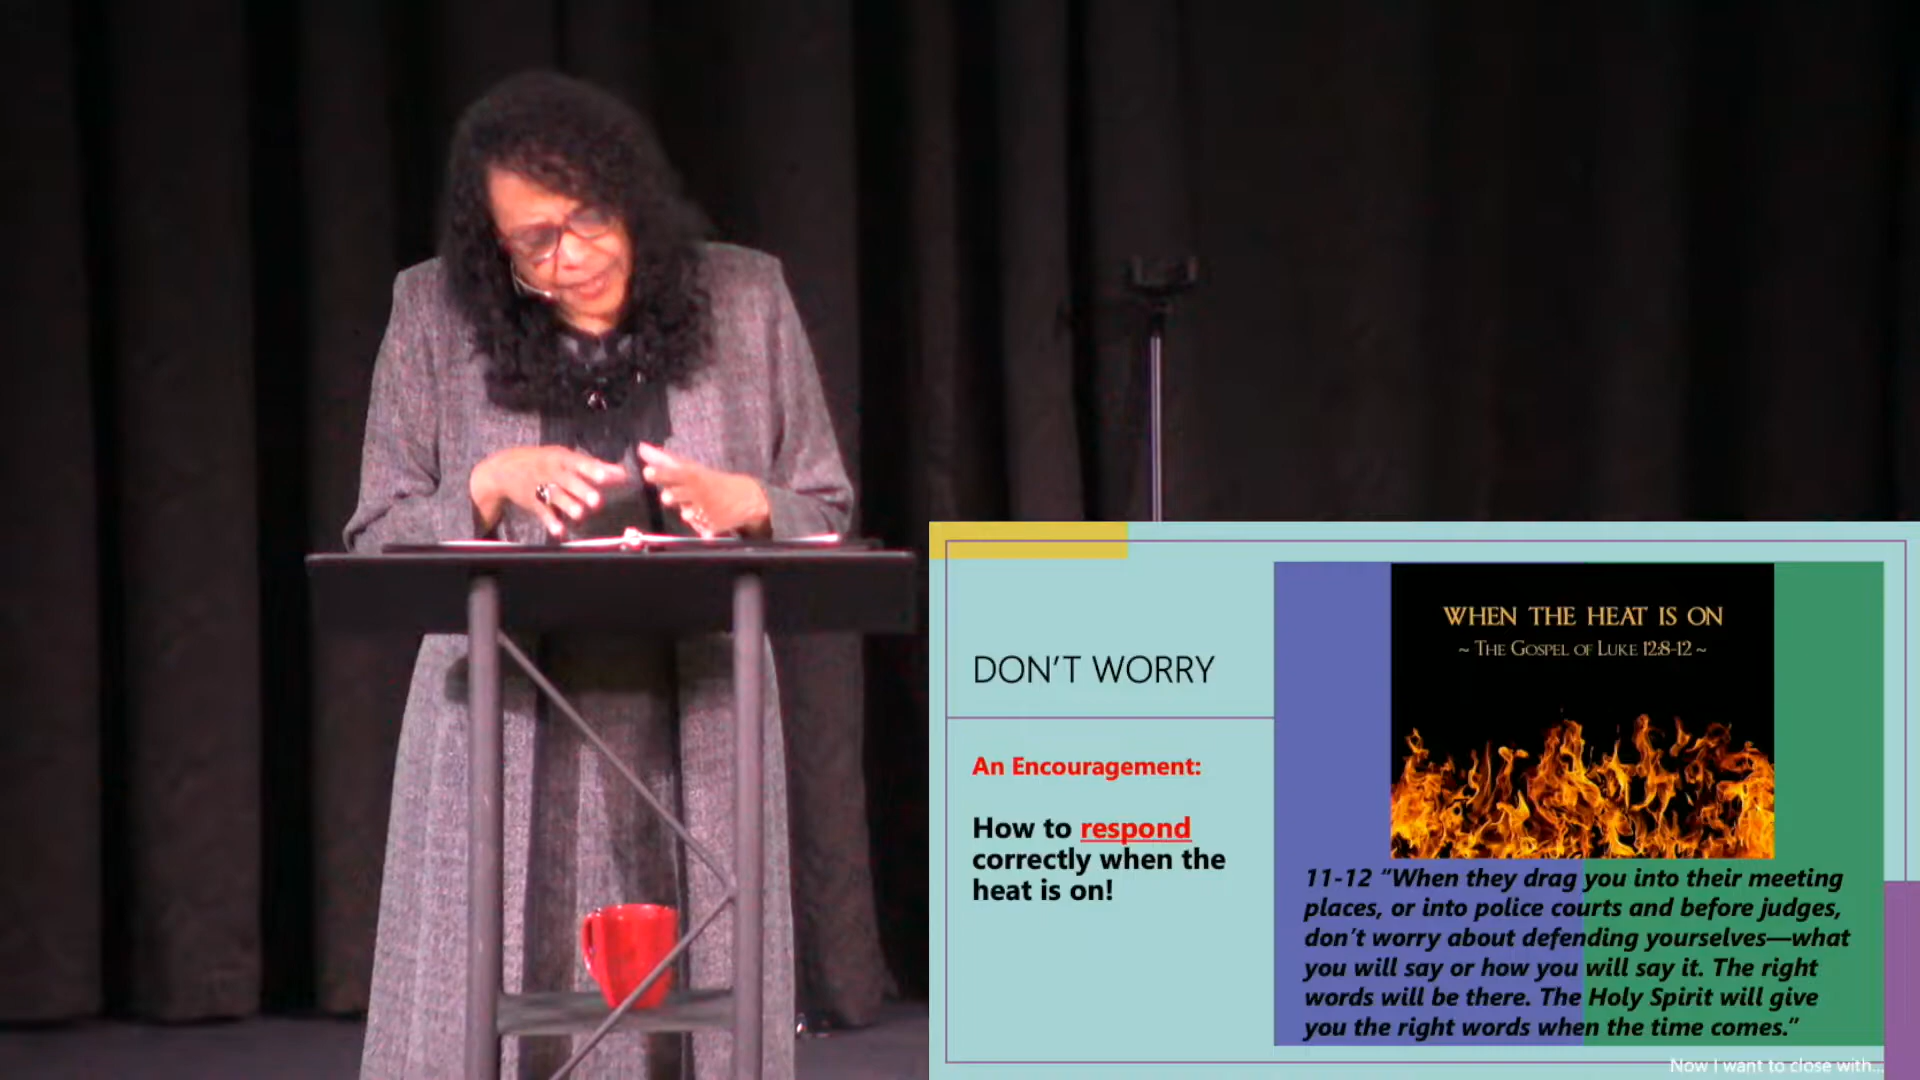 DON'T WORRY
An Encouragement:
How to respond
correctly when the
heat is on!
WHEN THE HEAT IS ON
~ THE GOSPEL OF LUKE 12:8-12 ~
11-12 “When they drag you into their meeting
places, or into police courts and before judges,
don’t worry about defending yourselves—what
you will say or how you will say it. The right
words will be there. The Holy Spirit will give
you the right words when the time comes.”
Now I want to close with...